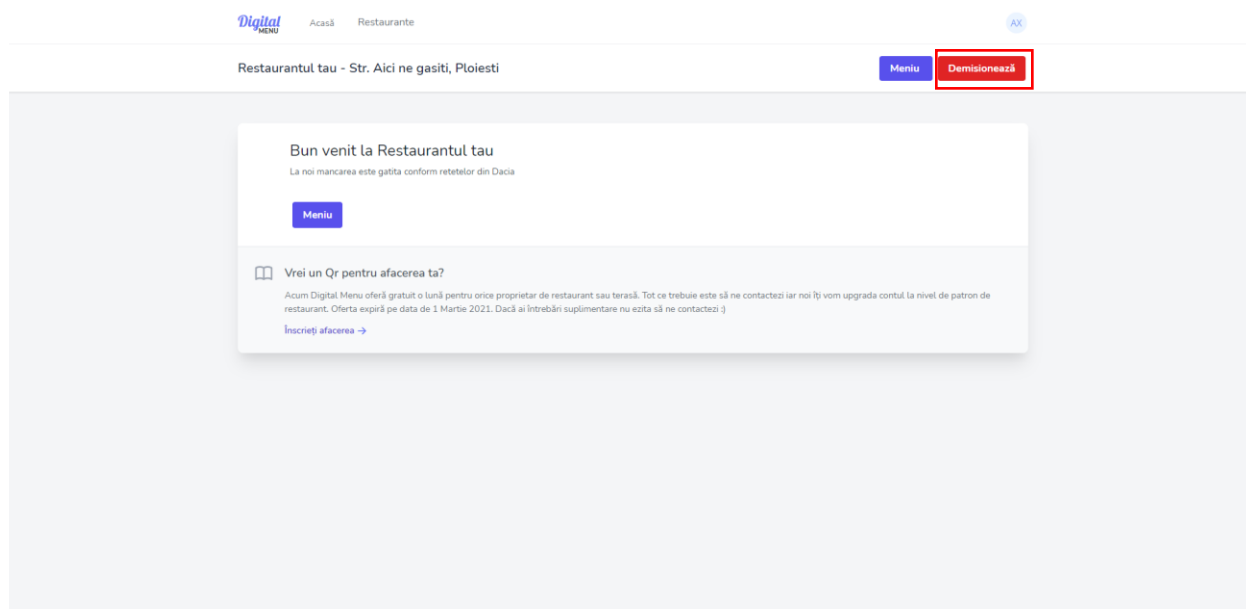 Digital
MENU
Acasă
Restaurante
AX
Restaurantul tau - Str. Aici ne gasiti, Ploiesti
Meniu
Demisionează
Bun venit la Restaurantul tau
La noi mancarea este gatita conform retetelor din Dacia
Meniu
Vrei un Qr pentru afacerea ta?
Acum Digital Menu oferă gratuit o lună pentru orice proprietar de restaurant sau terasă. Tot ce trebuie este să ne contactezi iar noi îți vom upgrada contul la nivel de patron de
restaurant. Oferta expiră pe data de 1 Martie 2021. Dacă ai întrebări suplimentare nu ezita să ne contactezi :)
Înscrieți afacerea →